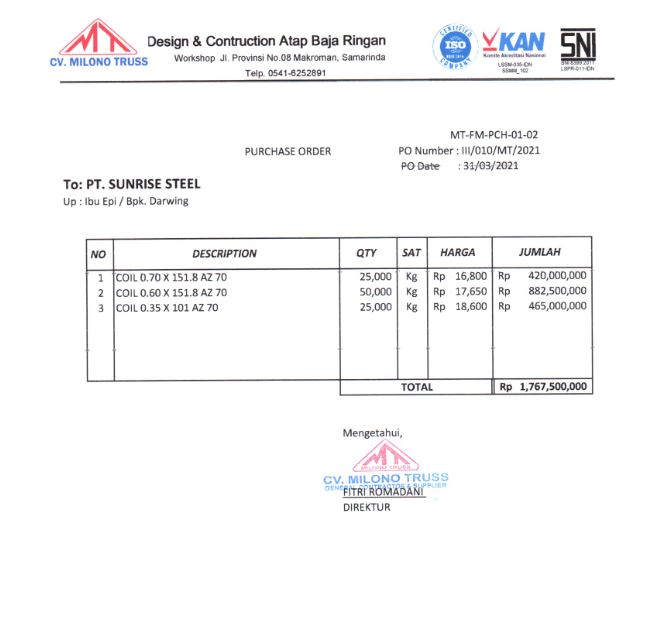 Design & Contruction Atap Baja Ringan
CV. MILONO TRUSS
Workshop Jl. Provinsi No.08 Makroman, Samarinda
Telp. 0541-6252891
CERTIFIED
ISO
COMPANY
KAN
Komite Akreditasi Nasional
LSSM-035-IDN
SSMM_102
SNI
LSPR-011-IDN
MT-FM-PCH-01-02
PURCHASE ORDER
PO Number : III/010/MT/2021
PO Date : 31/03/2021
To: PT. SUNRISE STEEL
Up : Ibu Epi / Bpk. Darwing
NO DESCRIPTION QTY SAT HARGA JUMLAH
1 COIL 0.70 X 151.8 AZ 70 25,000 Kg Rp 16,800 Rp 420,000,000
2 COIL 0.60 X 151.8 AZ 70 50,000 Kg Rp 17,650 Rp 882,500,000
3 COIL 0.35 X 101 AZ 70 25,000 Kg Rp 18,600 Rp 465,000,000
TOTAL Rp 1,767,500,000
Mengetahui,
MILONO TRUSS
CV. MILONO TRUSS
GENERAL CONTRACTOR & SUPPLIER
FITRI ROMADANI
DIREKTUR